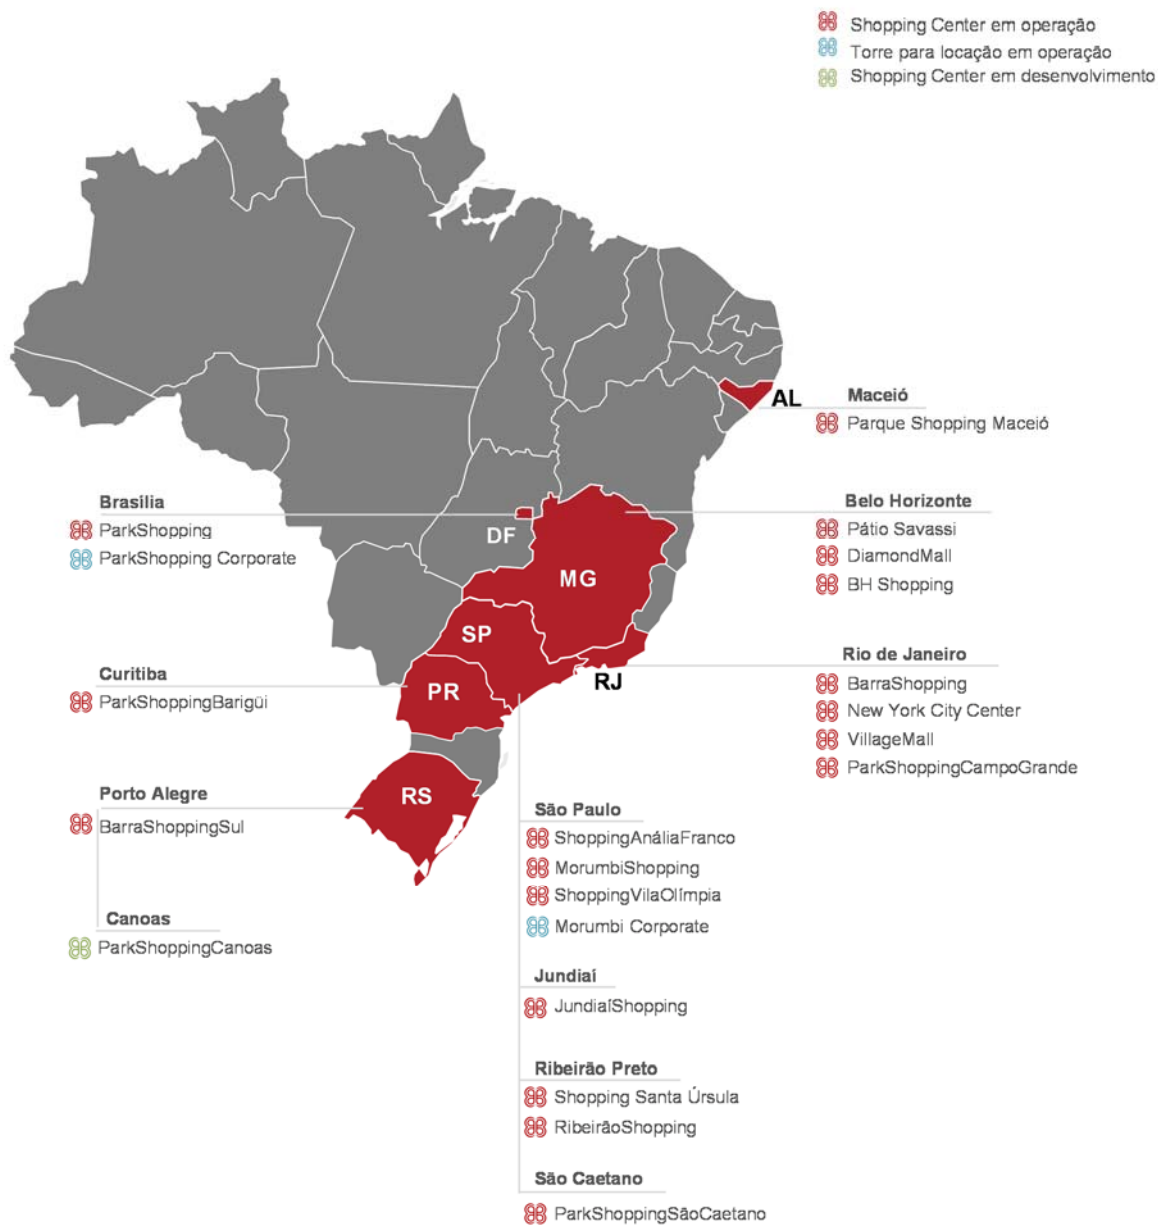 Shopping Center em operação
Torre para locação em operação
Shopping Center em desenvolvimento
AL
Maceió
Parque Shopping Maceió
Brasília
ParkShopping
ParkShopping Corporate
DF
MG
Belo Horizonte
Pátio Savassi
DiamondMall
BH Shopping
SP
Rio de Janeiro
BarraShopping
New York City Center
VillageMall
ParkShoppingCampoGrande
RJ
Curitiba
ParkShoppingBarigüi
PR
Porto Alegre
BarraShoppingSul
RS
Canoas
ParkShoppingCanoas
São Paulo
ShoppingAnáliaFranco
MorumbiShopping
ShoppingVilaOlímpia
Morumbi Corporate
Jundiaí
JundiaíShopping
Ribeirão Preto
Shopping Santa Úrsula
RibeirãoShopping
São Caetano
ParkShoppingSãoCaetano